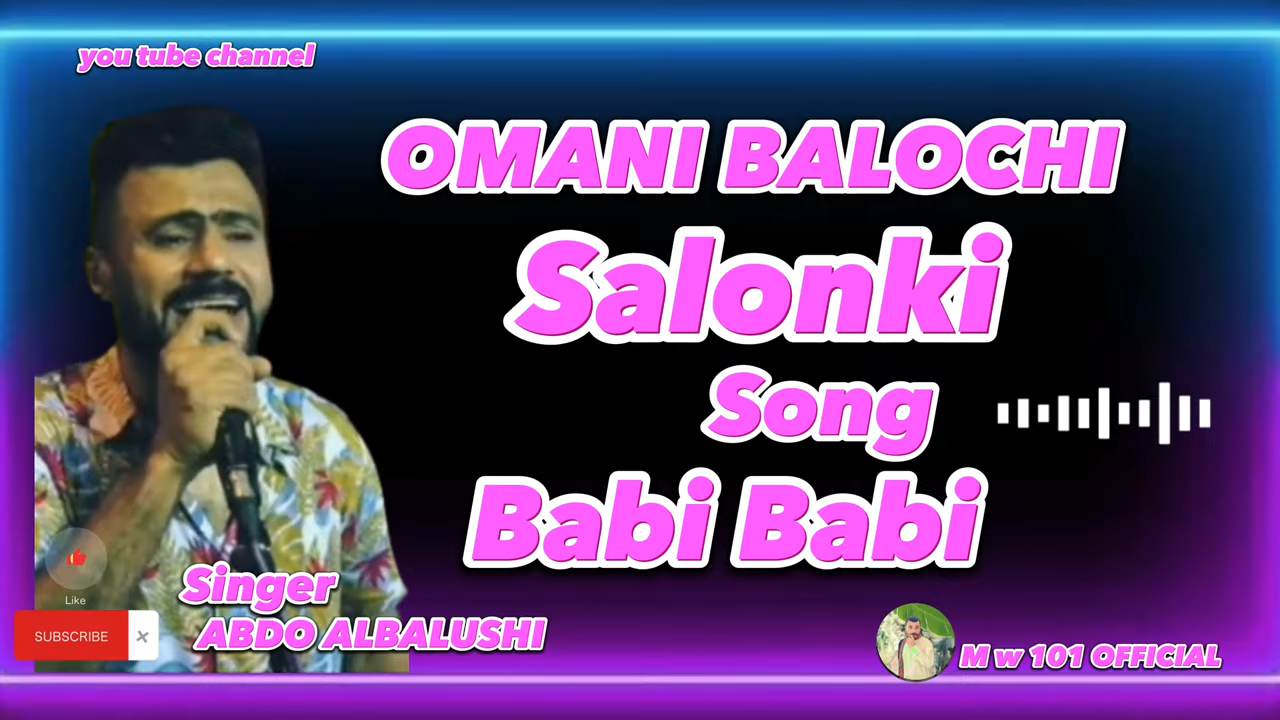 you tube channel
OMANI BALOCHI
Salonki
Song
Babi Babi
Like
Singer
SUBSCRIBE
ABDO ALBALUSHI
M w 101 OFFICIAL